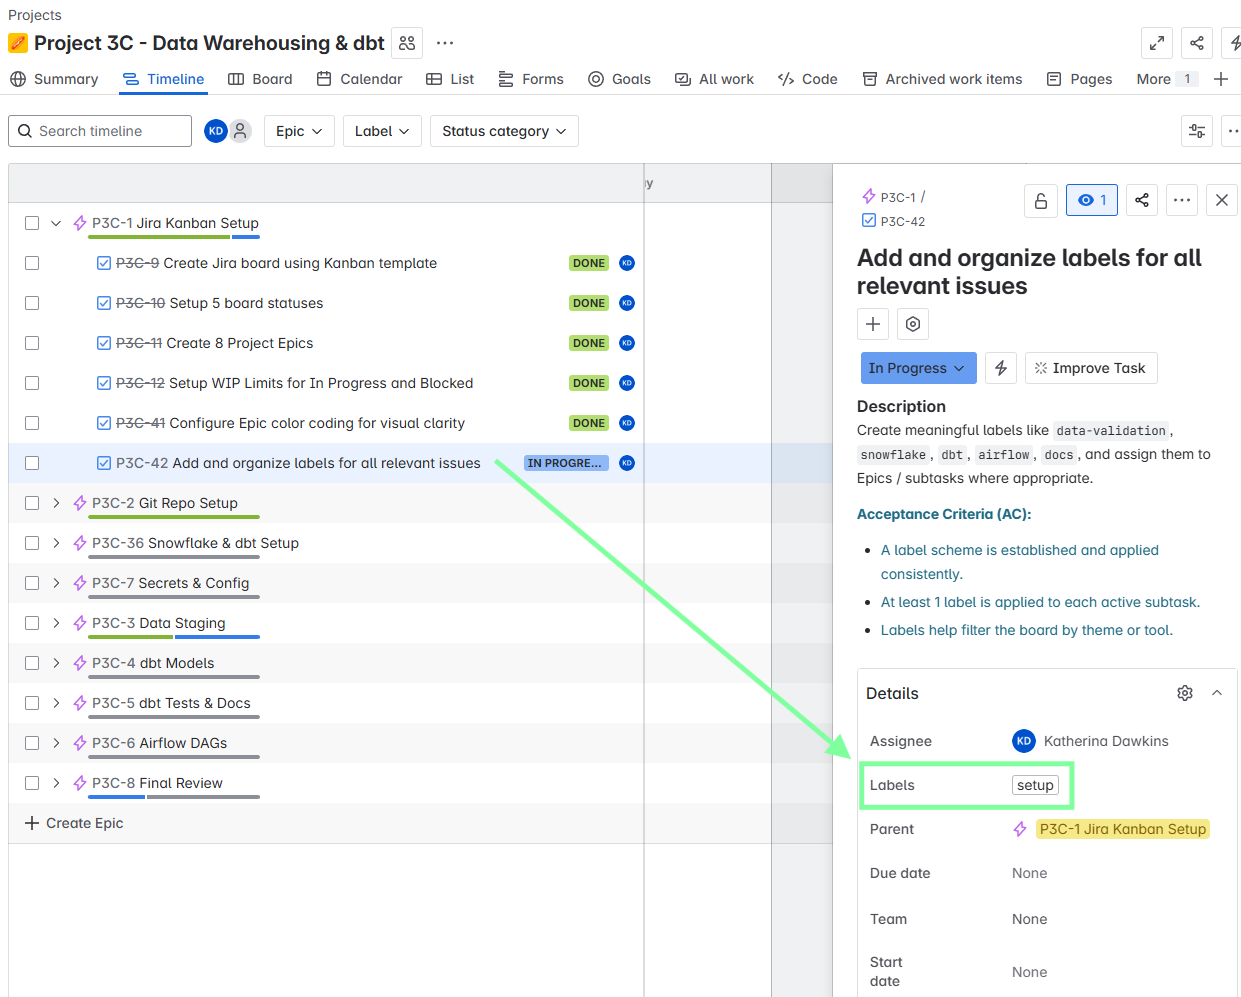 Projects
Project 3C - Data Warehousing & dbt
Summary
Timeline
Board
Calendar
List
Forms
Goals
All work
Code
Archived work items
Pages
More 1
Search timeline
KD
Epic
Label
Status category
P3C-1 Jira Kanban Setup
P3C-9 Create Jira board using Kanban template DONE KD
P3C-10 Setup 5 board statuses DONE KD
P3C-11 Create 8 Project Epics DONE KD
P3C-12 Setup WIP Limits for In Progress and Blocked DONE KD
P3C-41 Configure Epic color coding for visual clarity DONE KD
P3C-42 Add and organize labels for all relevant issues IN PROGRE... KD
P3C-2 Git Repo Setup
P3C-36 Snowflake & dbt Setup
P3C-7 Secrets & Config
P3C-3 Data Staging
P3C-4 dbt Models
P3C-5 dbt Tests & Docs
P3C-6 Airflow DAGs
P3C-8 Final Review
Create Epic
P3C-1 /
P3C-42
1
Add and organize labels for all
relevant issues
In Progress
Improve Task
Description
Create meaningful labels like data-validation ,
snowflake , dbt , airflow , docs , and assign them to
Epics / subtasks where appropriate.
Acceptance Criteria (AC):
• A label scheme is established and applied
consistently.
• At least 1 label is applied to each active subtask.
• Labels help filter the board by theme or tool.
Details
Assignee KD Katherina Dawkins
Labels setup
Parent P3C-1 Jira Kanban Setup
Due date None
Team None
Start
date None